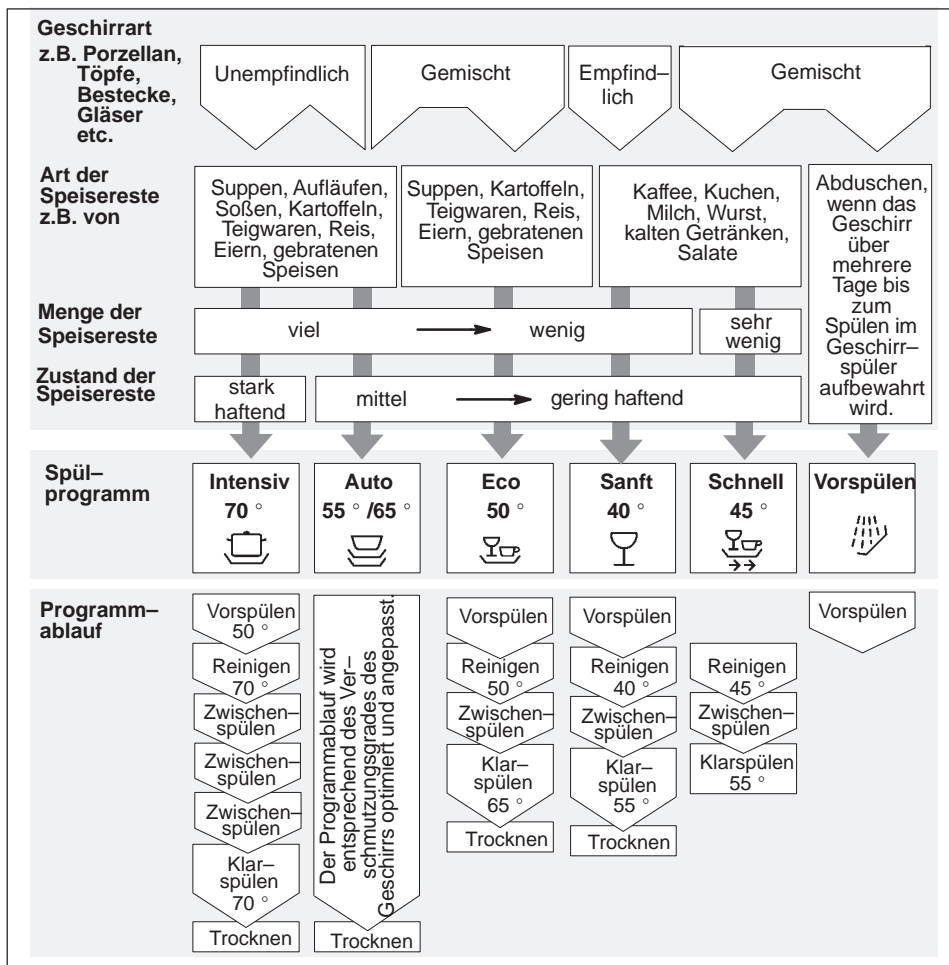 Geschirrart
z.B. Porzellan,
Töpfe,
Bestecke,
Gläser
etc.
Unempfindlich
Gemischt
Empfind–
lich
Gemischt
Art der
Speisereste
z.B. von
Suppen, Aufläufen,
Soßen, Kartoffeln,
Teigwaren, Reis,
Eiern, gebratenen
Speisen
Suppen, Kartoffeln,
Teigwaren, Reis,
Eiern, gebratenen
Speisen
Kaffee, Kuchen,
Milch, Wurst,
kalten Getränken,
Salate
Abduschen,
wenn das
Geschirr
über
mehrere
Tage bis
zum
Spülen im
Geschirr–
spüler
aufbewahrt
wird.
Menge der
Speisereste
viel
wenig
sehr
wenig
Zustand der
Speisereste
stark
haftend
mittel
gering haftend
Spül–
programm
Intensiv
70 °
Auto
55 ° /65 °
Eco
50 °
Sanft
40 °
Schnell
45 °
Vorspülen
Programm–
ablauf
Vorspülen
50 °
Reinigen
70 °
Zwischen–
spülen
Zwischen–
spülen
Zwischen–
spülen
Klar–
spülen
70 °
Trocknen
Der Programmablauf wird
entsprechend des Ver–
schmutzungsgrades des
Geschirrs optimiert und angepasst.
Trocknen
Vorspülen
Reinigen
50 °
Zwischen–
spülen
Klar–
spülen
65 °
Trocknen
Vorspülen
Reinigen
40 °
Zwischen–
spülen
Klar–
spülen
55 °
Trocknen
Reinigen
45 °
Zwischen–
spülen
Klarspülen
55 °
Vorspülen